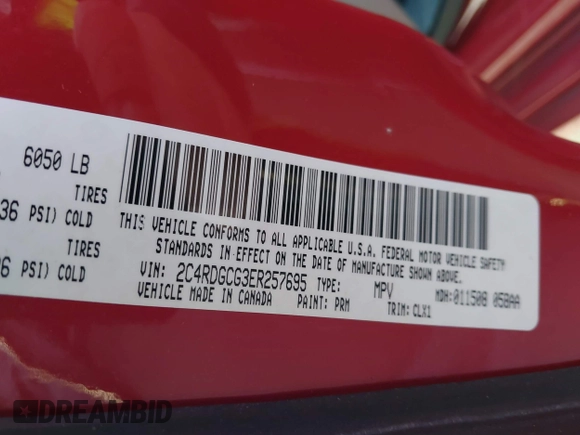 6050 LB
TIRES
36 PSI) COLD
TIRES
36 PSI) COLD
THIS VEHICLE CONFORMS TO ALL APPLICABLE U.S.A. FEDERAL MOTOR VEHICLE SAFETY
STANDARDS IN EFFECT ON THE DATE OF MANUFACTURE SHOWN ABOVE.
VIN: 2C4RDGCG3ER257695 TYPE: MPV MDH: 011508 058AA
VEHICLE MADE IN CANADA PAINT: PRM TRIM: CLX1
DREAMBID